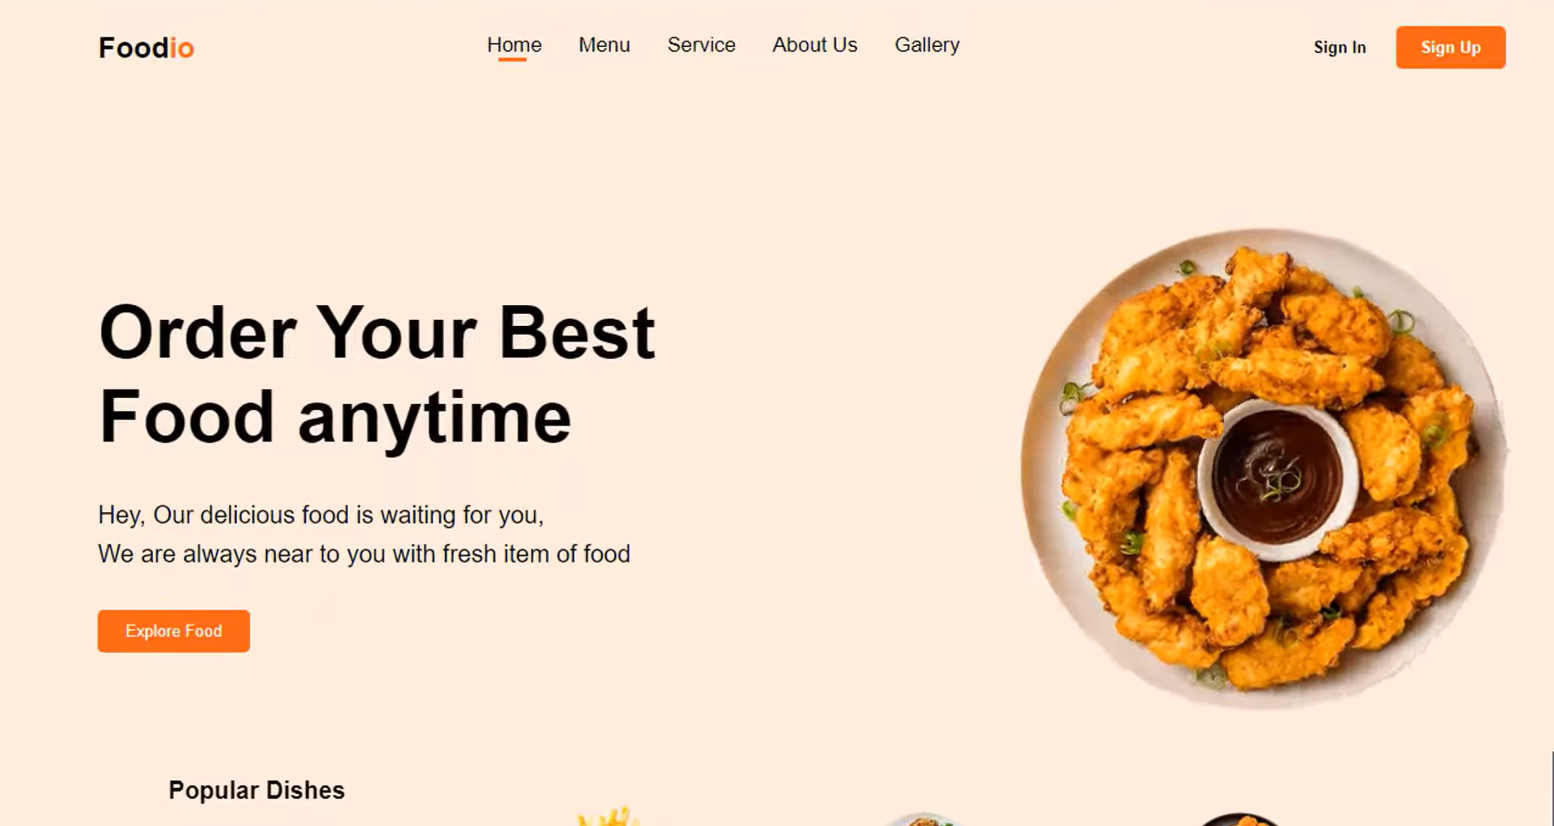 Foodio
Home
Menu
Service
About Us
Gallery
Sign In
Sign Up
Order Your Best
Food anytime
Hey, Our delicious food is waiting for you,
We are always near to you with fresh item of food
Explore Food
Popular Dishes